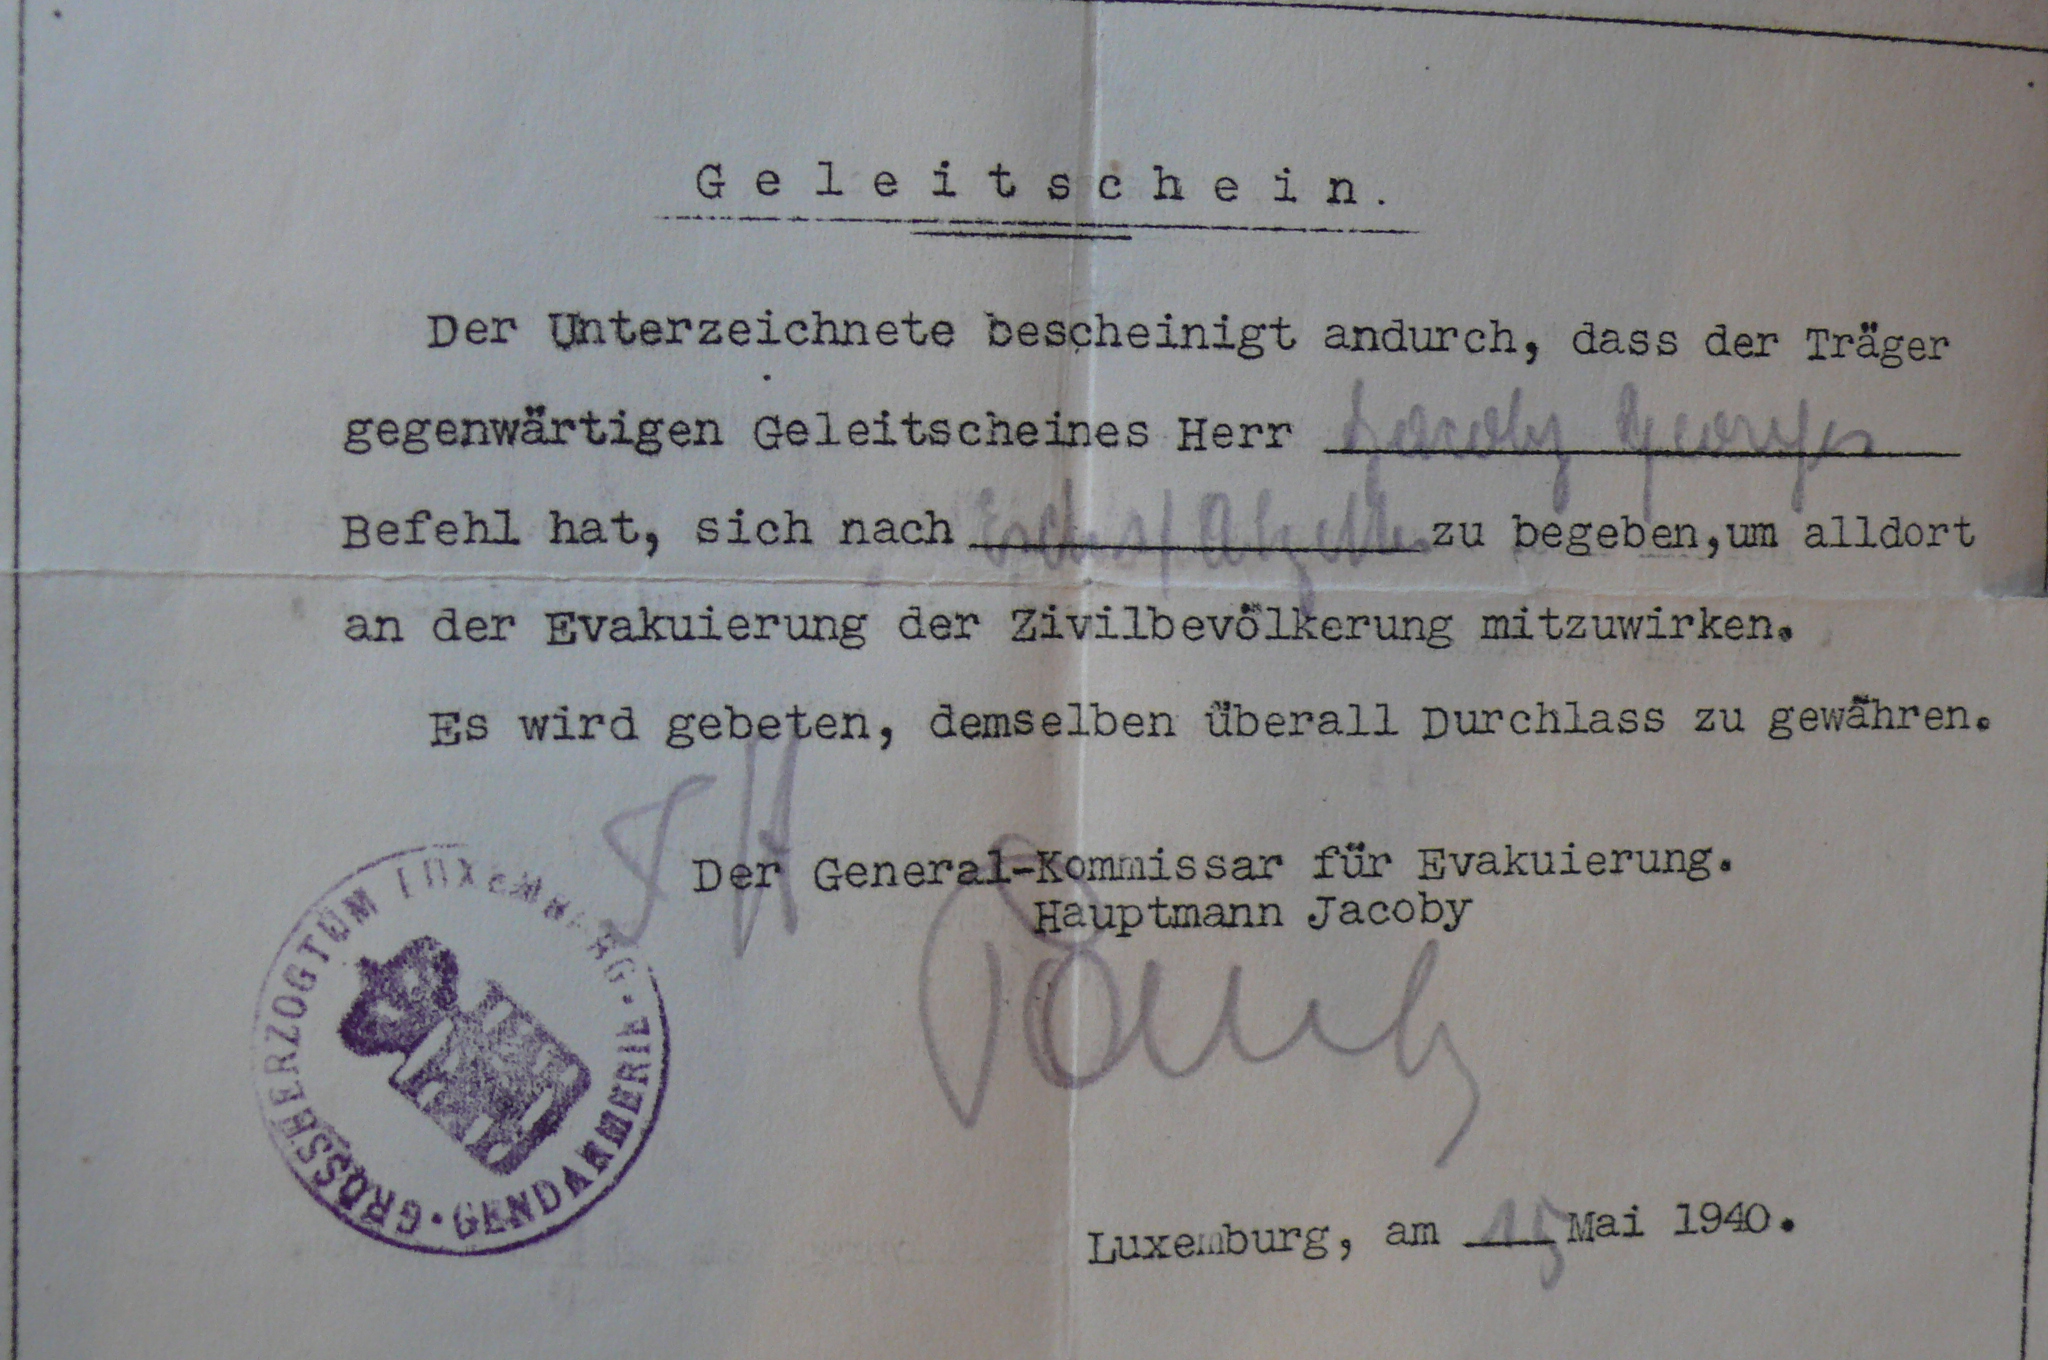 Geleitschein.
Der Unterzeichnete bescheinigt andurch, dass der Träger
gegenwärtigen Geleitscheines Herr Jacoby Georges
Befehl hat, sich nach Esch s/ Alzette zu begeben,um alldort
an der Evakuierung der Zivilbevölkerung mitzuwirken.
Es wird gebeten, demselben überall Durchlass zu gewähren.
Der General-Kommissar für Evakuierung.
Hauptmann Jacoby
GROSSHERZOGTUM LUXEMBURG · GENDARMERIE ·
Luxemburg, am 15 Mai 1940.